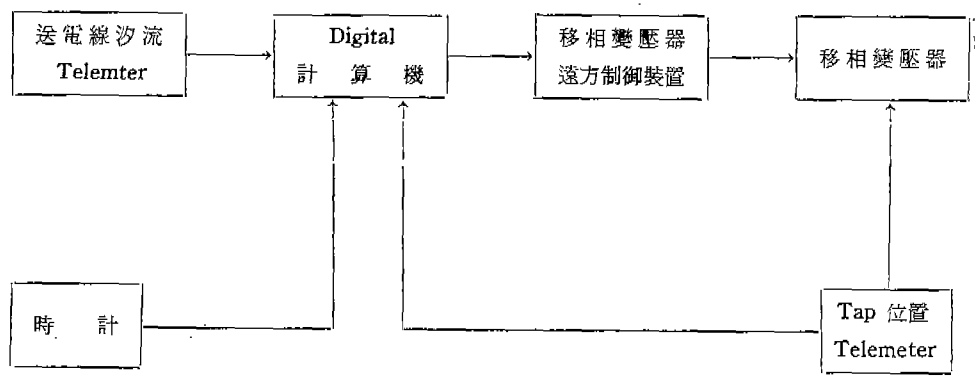 送電線汐流
Telemter
Digital
計算機
移相變壓器
遠方制御裝置
移相變壓器
時計
Tap 位置
Telemeter